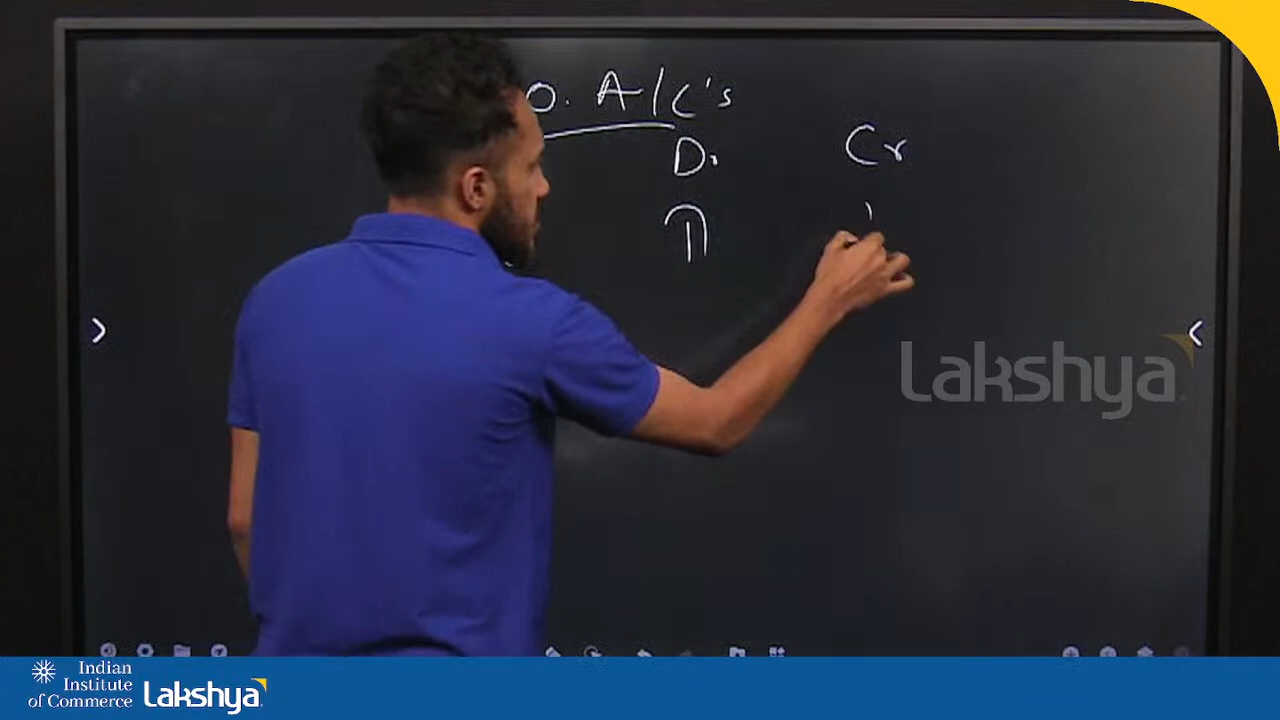 O. A/C's
Dr Cr
Lakshya
Indian
Institute
of Commerce
Lakshya